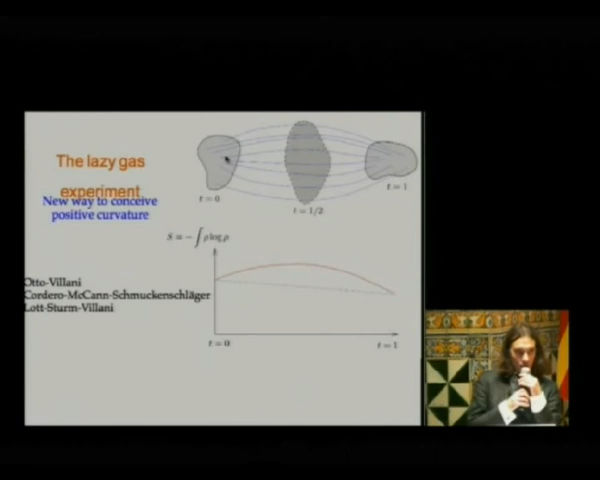 The lazy gas
experiment
New way to conceive
positive curvature
t = 0
t = 1/2
t = 1
S = - ∫ ρ log ρ
Otto-Villani
Cordero-McCann-Schmuckenschläger
Lott-Sturm-Villani
t = 0
t = 1